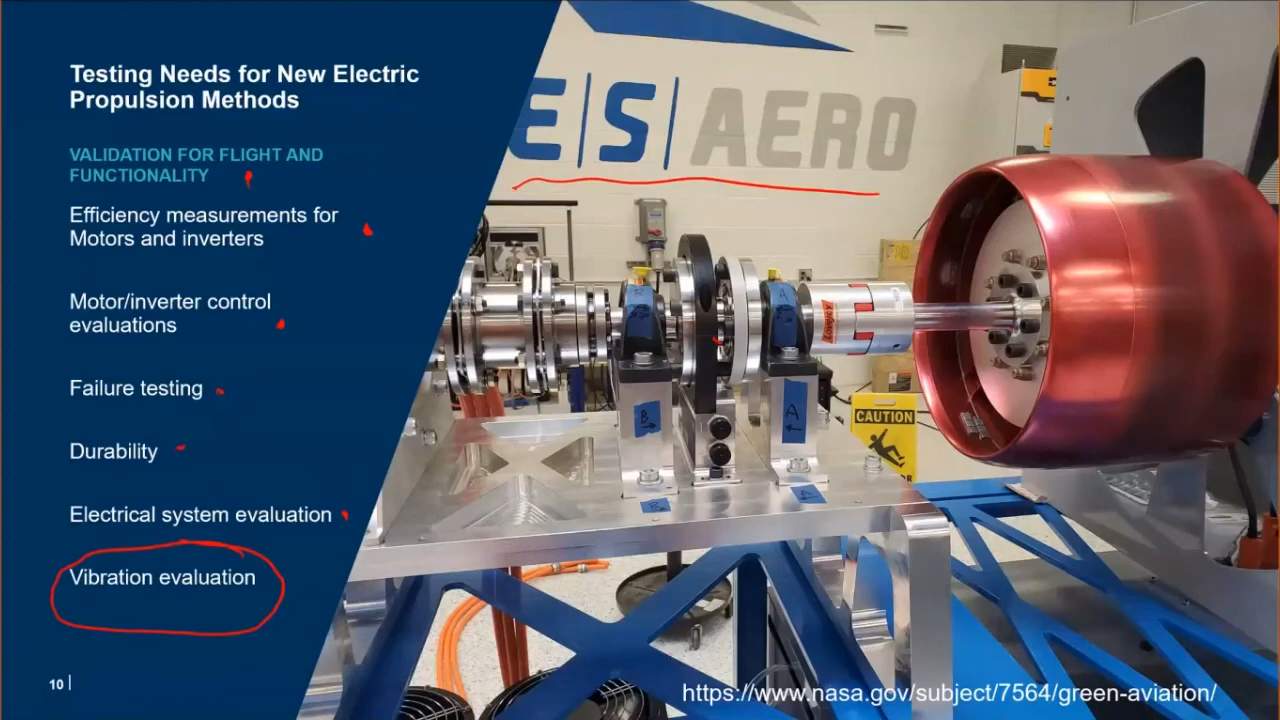 Testing Needs for New Electric
Propulsion Methods
VALIDATION FOR FLIGHT AND
FUNCTIONALITY
Efficiency measurements for
Motors and inverters
Motor/inverter control
evaluations
Failure testing
Durability
Electrical system evaluation
Vibration evaluation
10
E|S|AERO
Lovejoy
B
A
CAUTION
https://www.nasa.gov/subject/7564/green-aviation/